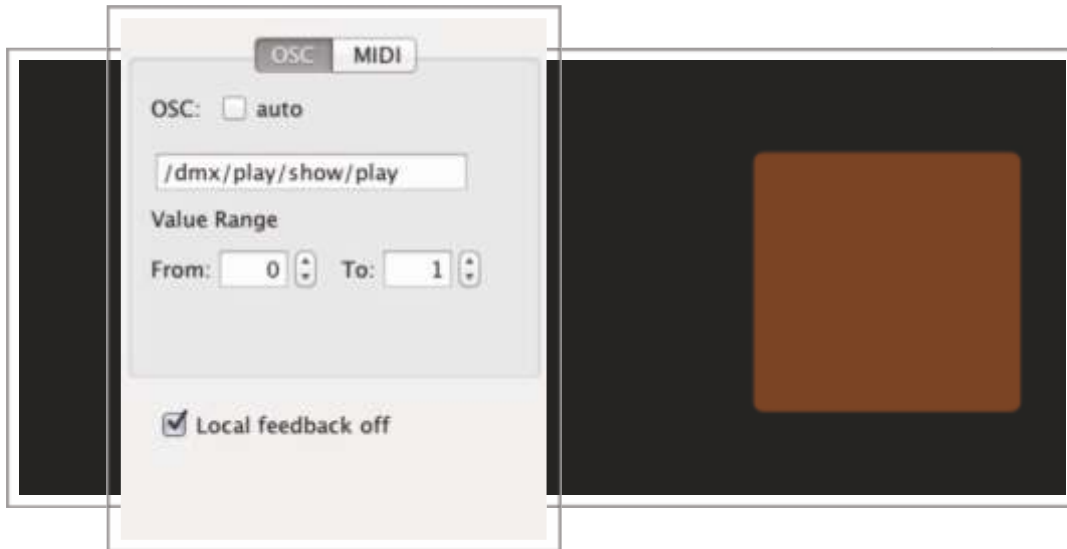 OSC MIDI
OSC: auto
/dmx/play/show/play
Value Range
From: 0 To: 1
Local feedback off